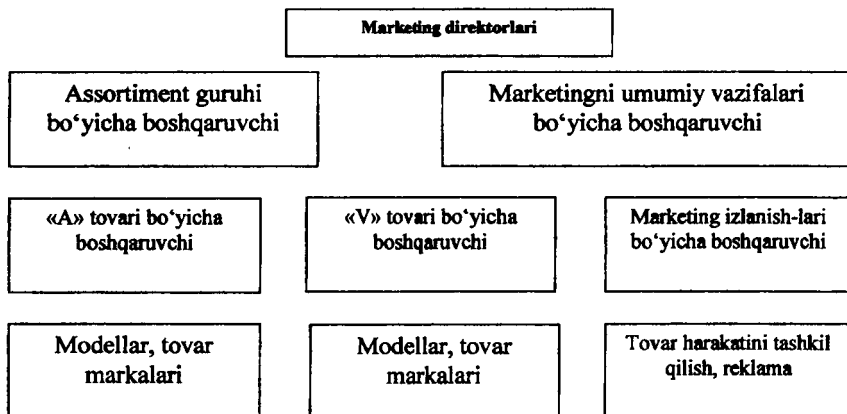 Marketing direktorlari
Assortiment guruhi
bo‘yicha boshqaruvchi
Marketingni umumiy vazifalari
bo‘yicha boshqaruvchi
«A» tovari bo‘yicha
boshqaruvchi
«V» tovari bo‘yicha
boshqaruvchi
Marketing izlanish-lari
bo‘yicha boshqaruvchi
Modellar, tovar
markalari
Modellar, tovar
markalari
Tovar harakatini tashkil
qilish, reklama